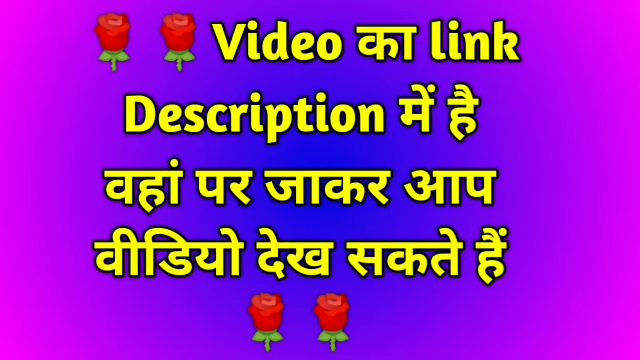 🌹 🌹 Video का link
Description में है
वहां पर जाकर आप
वीडियो देख सकते हैं
🌹 🌹